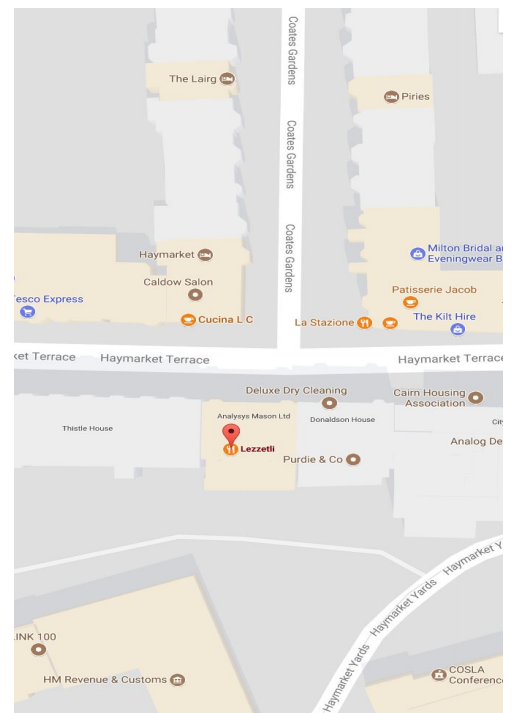 Coates Gardens
The Lairg
Piries
Coates Gardens
Coates Gardens
Haymarket
Milton Bridal a
Eveningwear B
Caldow Salon
Patisserie Jacob
esco Express
Cucina L C
La Stazione
The Kilt Hire
ket Terrace
Haymarket Terrace
Haymarket Terrace
Deluxe Dry Cleaning
Cairn Housing
Association
Analysys Mason Ltd
Donaldson House
Cit
Thistle House
Analog De
Lezzetli
Purdie & Co
Haymarket Y
Haymarket Yards
Haymarket Yards
INK 100
HM Revenue & Customs
COSLA
Conferenc